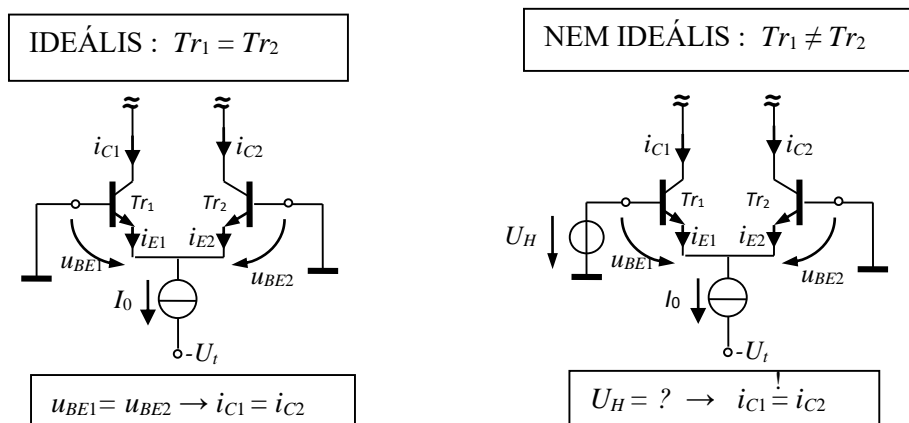 IDEÁLIS : Tr1 = Tr2
iC1
iC2
Tr1
Tr2
iE1
iE2
uBE1
uBE2
I0
-Ut
uBE1= uBE2 → iC1 = iC2
NEM IDEÁLIS : Tr1 ≠ Tr2
iC1
iC2
Tr1
Tr2
UH
iE1
iE2
uBE1
uBE2
I0
-Ut
!
UH = ? → iC1 = iC2